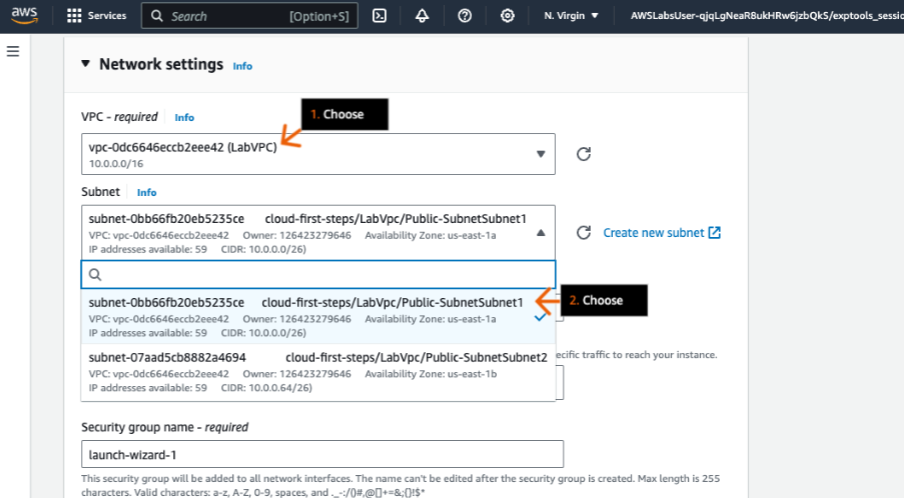 aws Services Search [Option+S] N. Virgin AWSLabsUser-qjqLgNeaR8ukHRw6jzbQkS/exptools_sessio
Network settings Info
VPC - required Info
1. Choose
vpc-0dc6646eccb2eee42 (LabVPC)
10.0.0.0/16
Subnet Info
subnet-0bb66fb20eb5235ce cloud-first-steps/LabVpc/Public-SubnetSubnet1
VPC: vpc-0dc6646eccb2eee42 Owner: 126423279646 Availability Zone: us-east-1a
IP addresses available: 59 CIDR: 10.0.0.0/26)
Create new subnet
subnet-0bb66fb20eb5235ce cloud-first-steps/LabVpc/Public-SubnetSubnet1
2. Choose
VPC: vpc-0dc6646eccb2eee42 Owner: 126423279646 Availability Zone: us-east-1a
IP addresses available: 59 CIDR: 10.0.0.0/26)
subnet-07aad5cb8882a4694 cloud-first-steps/LabVpc/Public-SubnetSubnet2
ecific traffic to reach your instance.
VPC: vpc-0dc6646eccb2eee42 Owner: 126423279646 Availability Zone: us-east-1b
IP addresses available: 59 CIDR: 10.0.0.64/26)
Security group name - required
launch-wizard-1
This security group will be added to all network interfaces. The name can't be edited after the security group is created. Max length is 255
characters. Valid characters: a-z, A-Z, 0-9, spaces, and ._-:/()#,@[]+=&;{}!$*